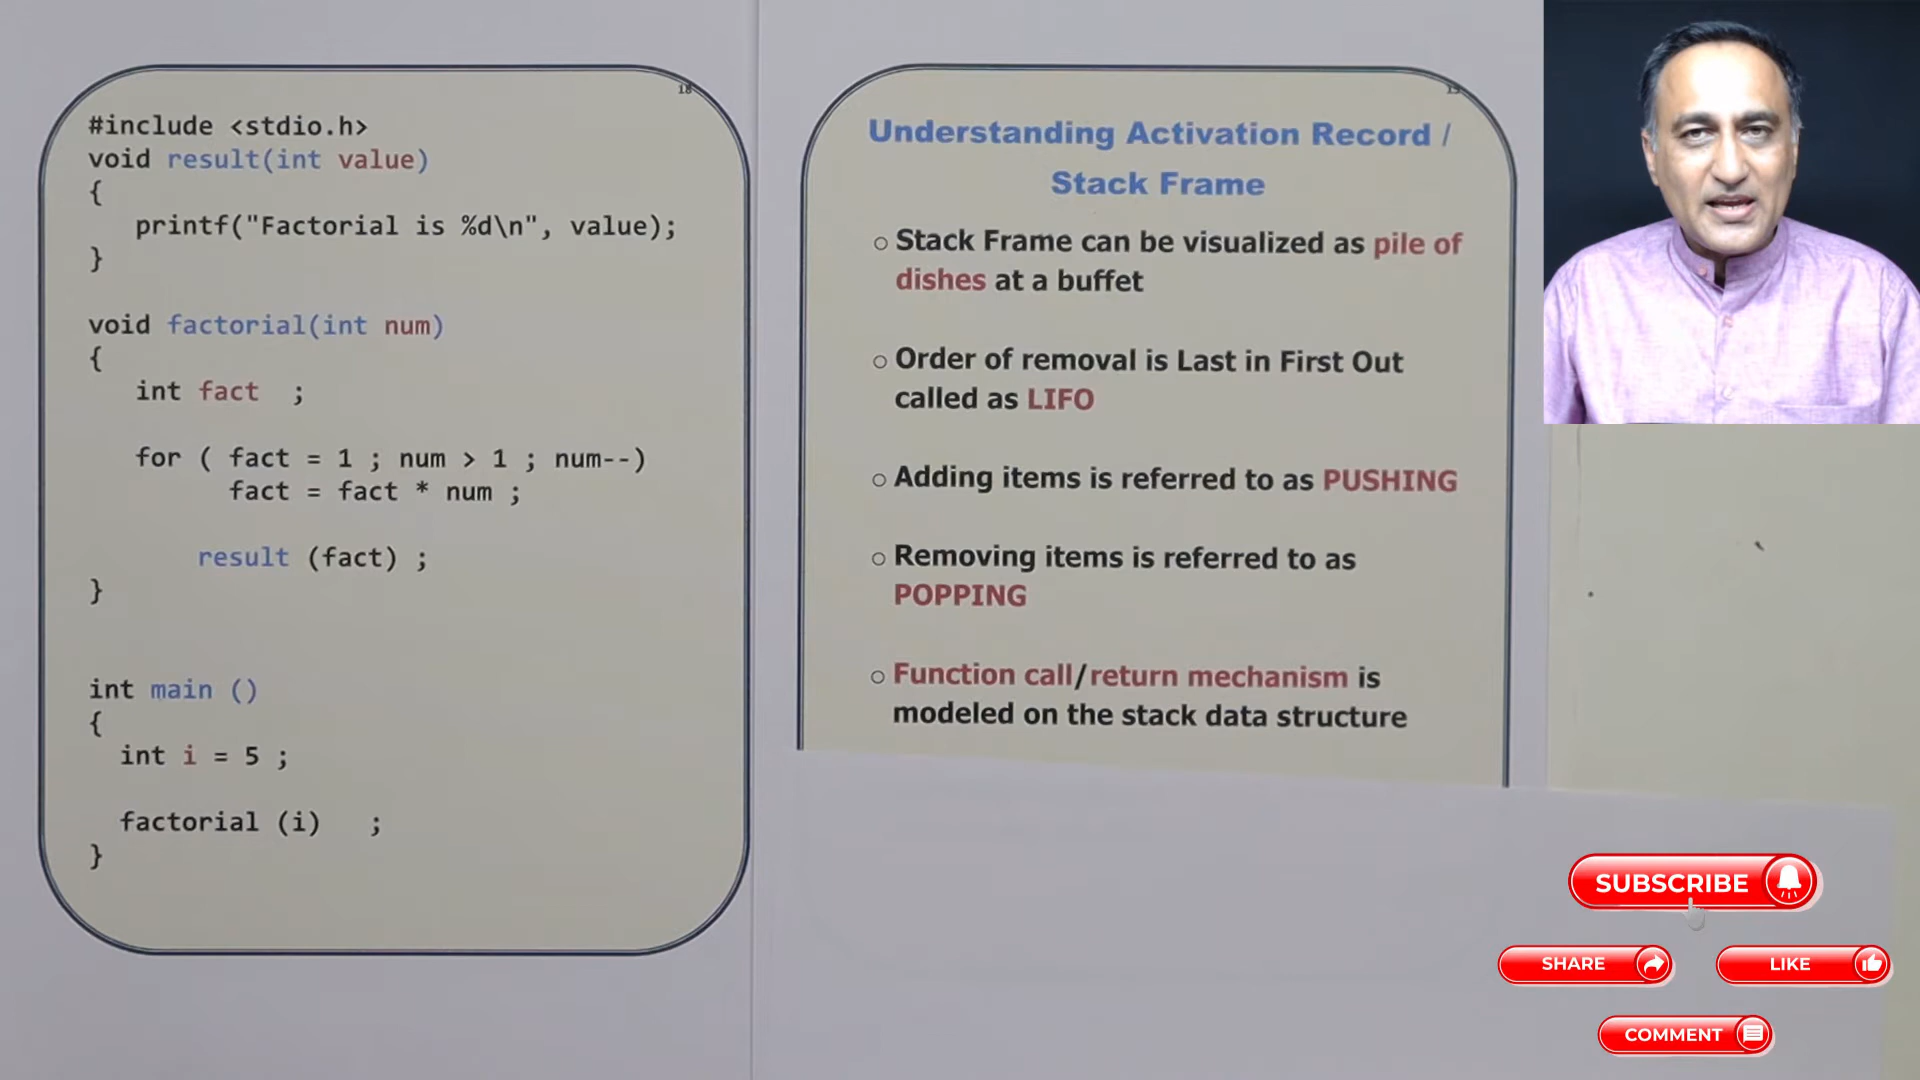 18
#include <stdio.h>
void result(int value)
{
printf("Factorial is %d\n", value);
}
void factorial(int num)
{
int fact ;
for ( fact = 1 ; num > 1 ; num--)
fact = fact * num ;
result (fact) ;
}
int main ()
{
int i = 5 ;
factorial (i) ;
}
Understanding Activation Record /
Stack Frame
○ Stack Frame can be visualized as pile of
dishes at a buffet
○ Order of removal is Last in First Out
called as LIFO
○ Adding items is referred to as PUSHING
○ Removing items is referred to as
POPPING
○ Function call/return mechanism is
modeled on the stack data structure
SUBSCRIBE
SHARE
LIKE
COMMENT